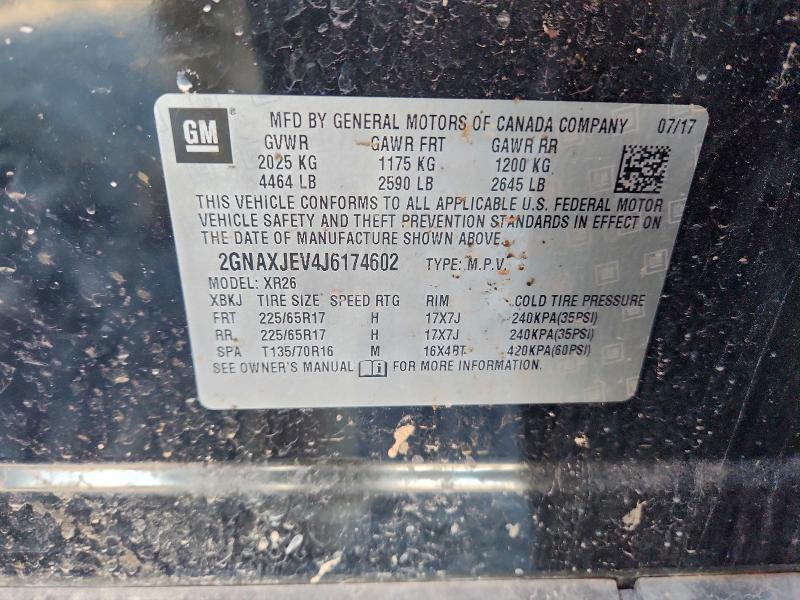 GM MFD BY GENERAL MOTORS OF CANADA COMPANY 07/17
GVWR GAWR FRT GAWR RR
2025 KG 1175 KG 1200 KG
4464 LB 2590 LB 2645 LB
THIS VEHICLE CONFORMS TO ALL APPLICABLE U.S. FEDERAL MOTOR
VEHICLE SAFETY AND THEFT PREVENTION STANDARDS IN EFFECT ON
THE DATE OF MANUFACTURE SHOWN ABOVE.
2GNAXJEV4J6174602 TYPE: M.P.V.
MODEL: XR26
XBKJ TIRE SIZE SPEED RTG RIM COLD TIRE PRESSURE
FRT 225/65R17 H 17X7J 240KPA(35PSI)
RR 225/65R17 H 17X7J 240KPA(35PSI)
SPA T135/70R16 M 16X4BT 420KPA(60PSI)
SEE OWNER'S MANUAL FOR MORE INFORMATION.